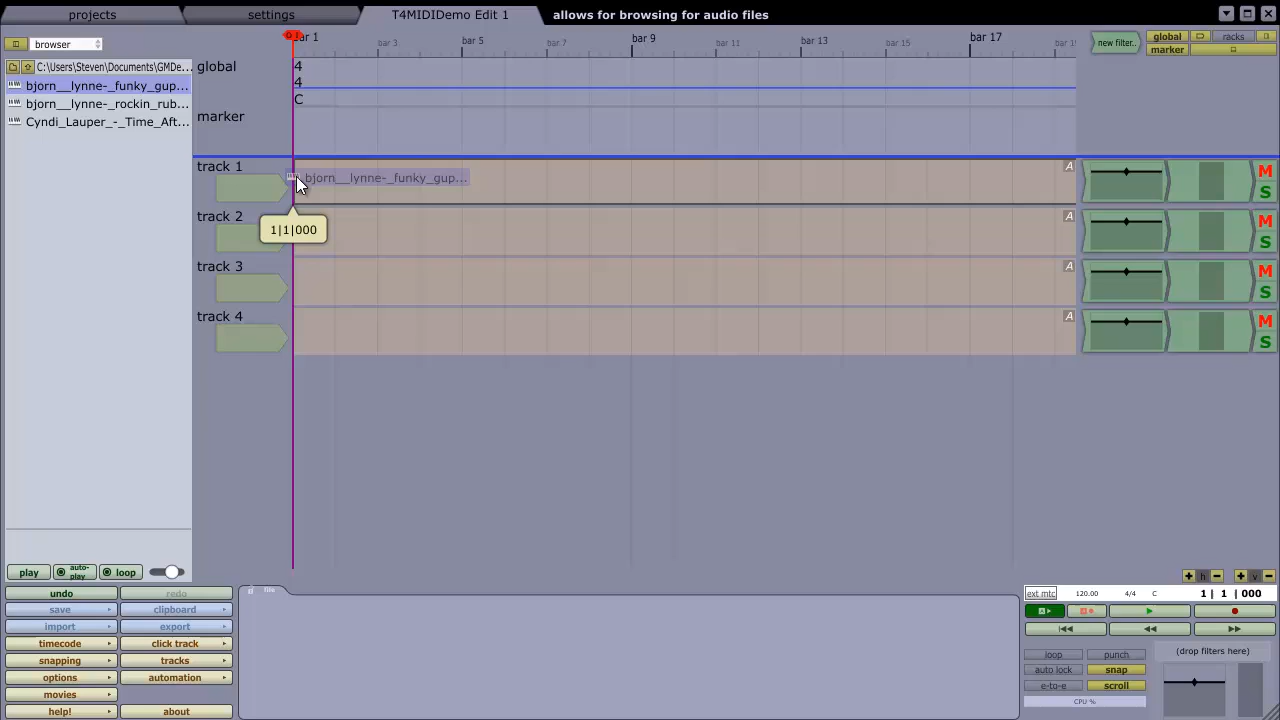 projects
settings
T4MIDIDemo Edit 1
allows for browsing for audio files
browser
C:\Users\Steven\Documents\GMDe...
bjorn__lynne-_funky_gup...
bjorn__lynne-_rockin_rub...
Cyndi_Lauper_-_Time_Aft...
bar 3
bar 5
bar 7
bar 9
bar 11
bar 13
bar 15
bar 17
new filter..
global
racks
marker
global
4
4
C
marker
track 1
bjorn__lynne-_funky_gup...
A
M
S
1|1|000
track 2
A
M
S
track 3
A
M
S
track 4
A
M
S
play
auto-play
loop
h
v
undo
redo
save
clipboard
import
export
timecode
click track
snapping
tracks
options
automation
movies
help!
about
file
ext mtc
120.00
4/4
C
1| 1 |000
A
loop
punch
auto lock
snap
e-to-e
scroll
CPU %
(drop filters here)